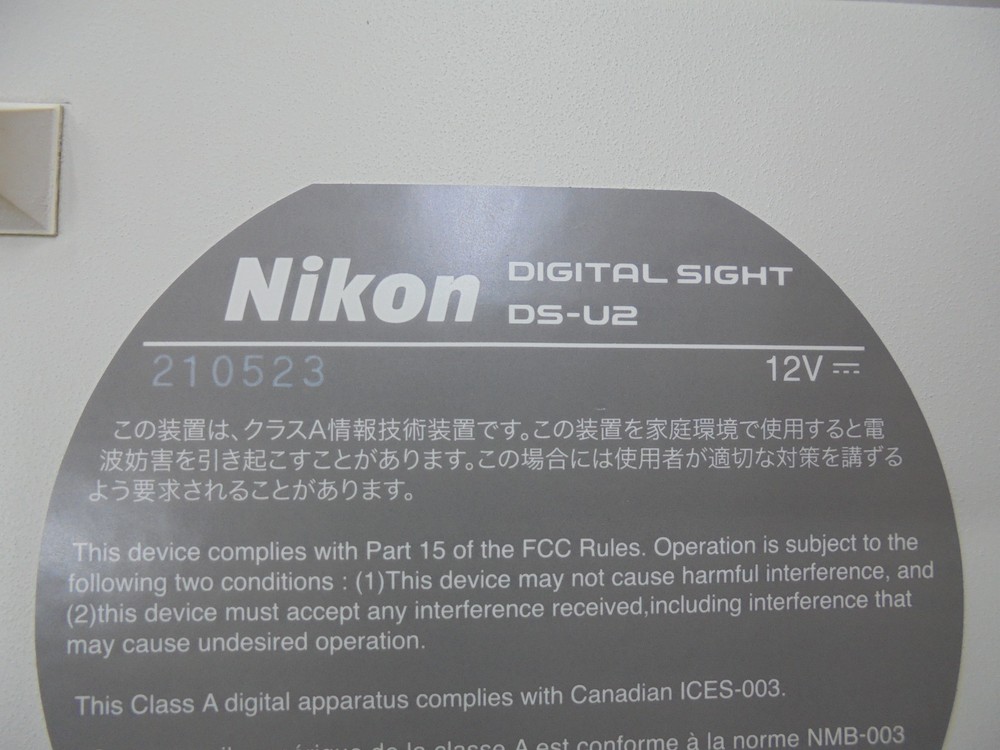 Nikon DIGITAL SIGHT
DS-U2
210523 12V
この装置は、クラスA情報技術装置です。この装置を家庭環境で使用すると電
波妨害を引き起こすことがあります。この場合には使用者が適切な対策を講ずる
よう要求されることがあります。
This device complies with Part 15 of the FCC Rules. Operation is subject to the
following two conditions : (1)This device may not cause harmful interference, and
(2)this device must accept any interference received,including interference that
may cause undesired operation.
This Class A digital apparatus complies with Canadian ICES-003.
de la classe A est conforme à la norme NMB-003